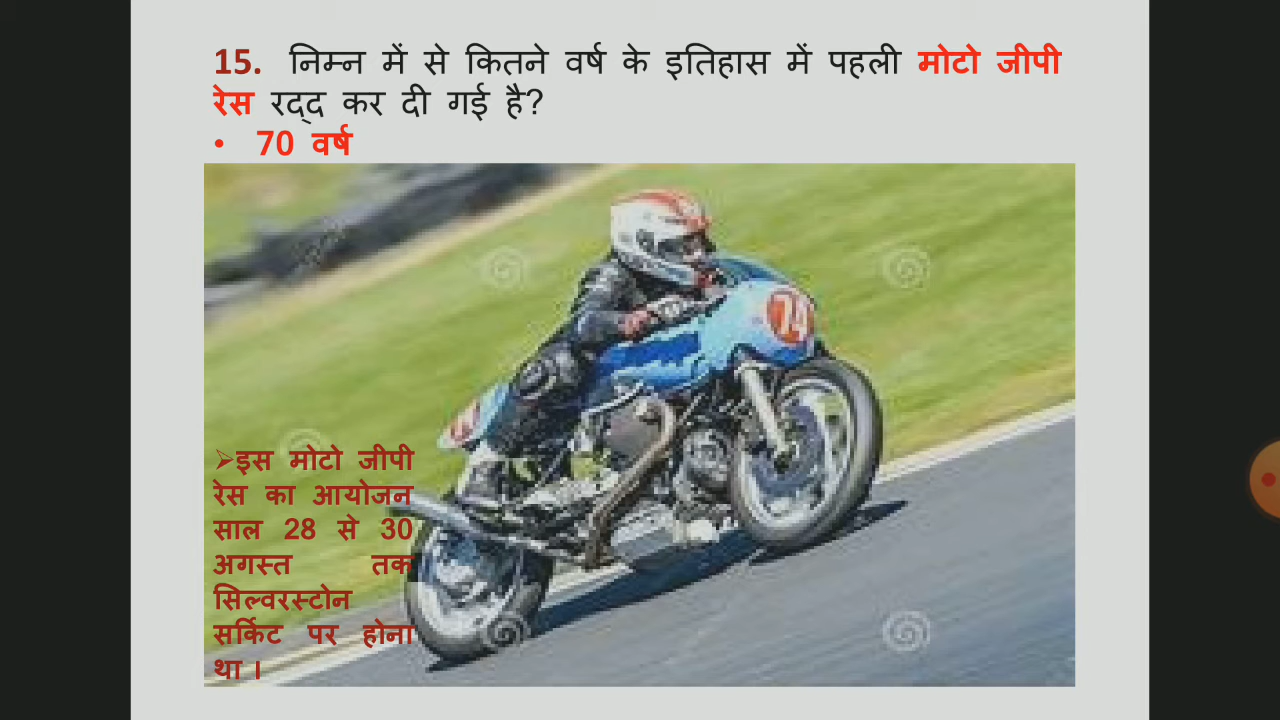 15. निम्न में से कितने वर्ष के इतिहास में पहली मोटो जीपी
रेस रद्द कर दी गई है?
• 70 वर्ष
74
➢इस मोटो जीपी
रेस का आयोजन
साल 28 से 30
अगस्त तक
सिल्वरस्टोन
सर्किट पर होना
था ।